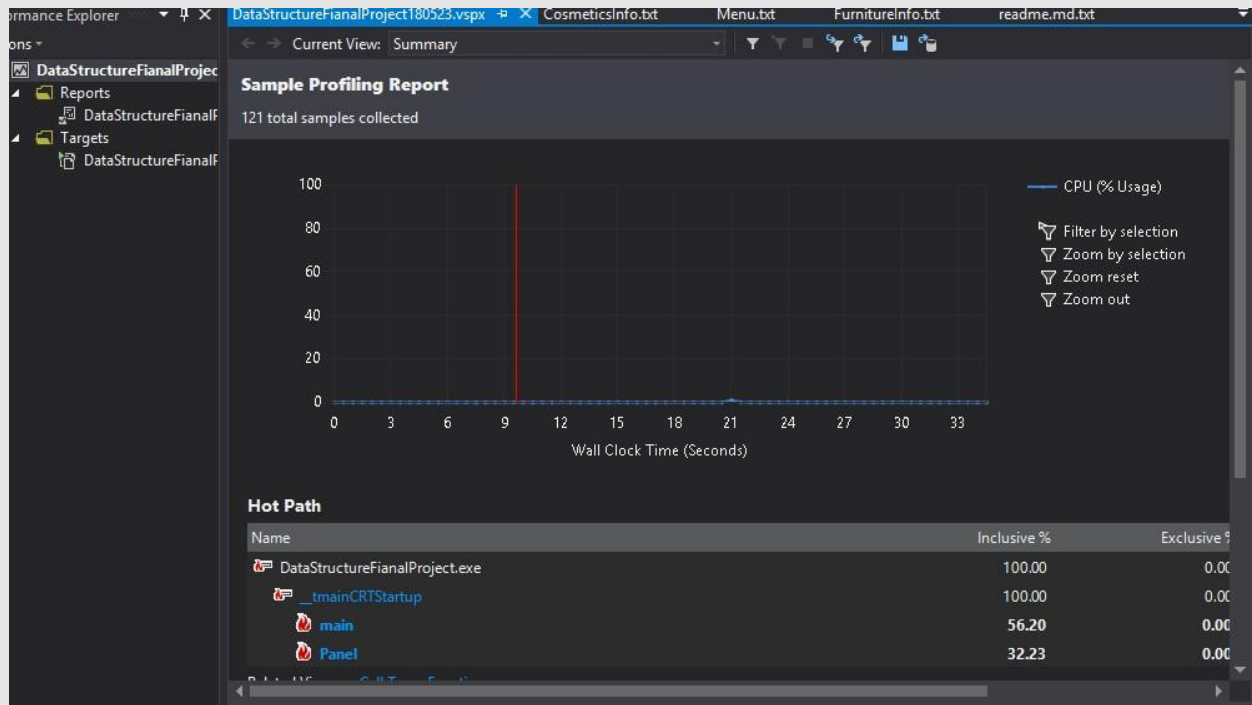 ormance Explorer
DataStructureFianalProject180523.vspx CosmeticsInfo.txt Menu.txt FurnitureInfo.txt readme.md.txt
ons
Current View: Summary
DataStructureFianalProjec
Reports
DataStructureFianalF
Targets
DataStructureFianalF
Sample Profiling Report
121 total samples collected
100
80
60
40
20
0
0 3 6 9 12 15 18 21 24 27 30 33
Wall Clock Time (Seconds)
CPU (% Usage)
Filter by selection
Zoom by selection
Zoom reset
Zoom out
Hot Path
Name Inclusive % Exclusive %
DataStructureFianalProject.exe 100.00 0.00
__tmainCRTStartup 100.00 0.00
main 56.20 0.00
Panel 32.23 0.00